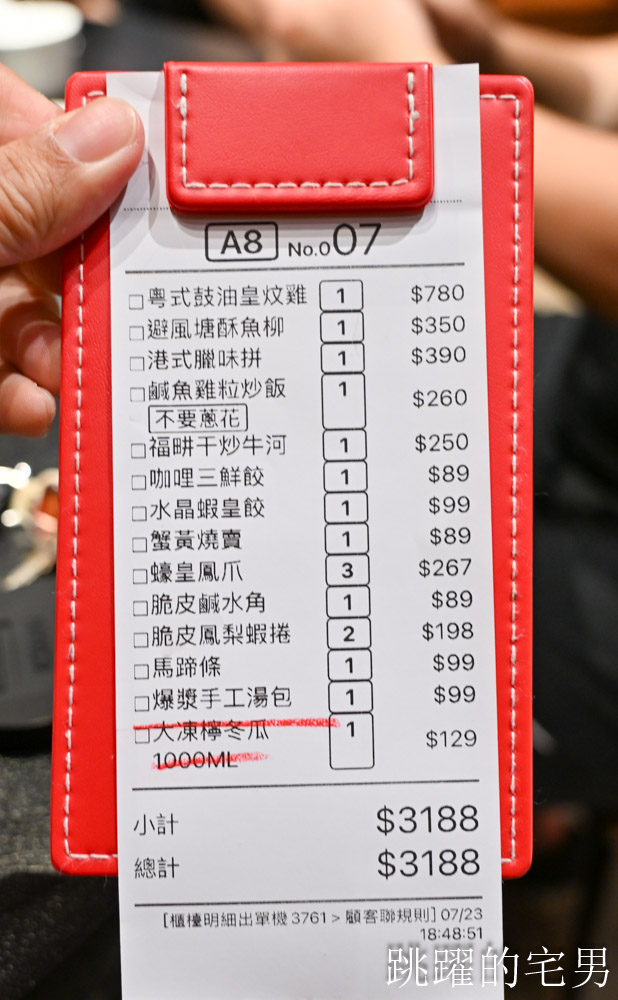 A8 No.007
粵式鼓油皇炆雞 1 $780
避風塘酥魚柳 1 $350
港式臘味拼 1 $390
鹹魚雞粒炒飯 1 $260
不要蔥花
福畊干炒牛河 1 $250
咖哩三鮮餃 1 $89
水晶蝦皇餃 1 $99
蟹黃燒賣 1 $89
蠔皇鳳爪 3 $267
脆皮鹹水角 1 $89
脆皮鳳梨蝦捲 2 $198
馬蹄條 1 $99
爆漿手工湯包 1 $99
大凍檸冬瓜 1 $129
1000ML
小計 $3188
總計 $3188
[櫃檯明細出單機 3761 > 顧客聯規則] 07/23
18:48:51
跳躍的宅男